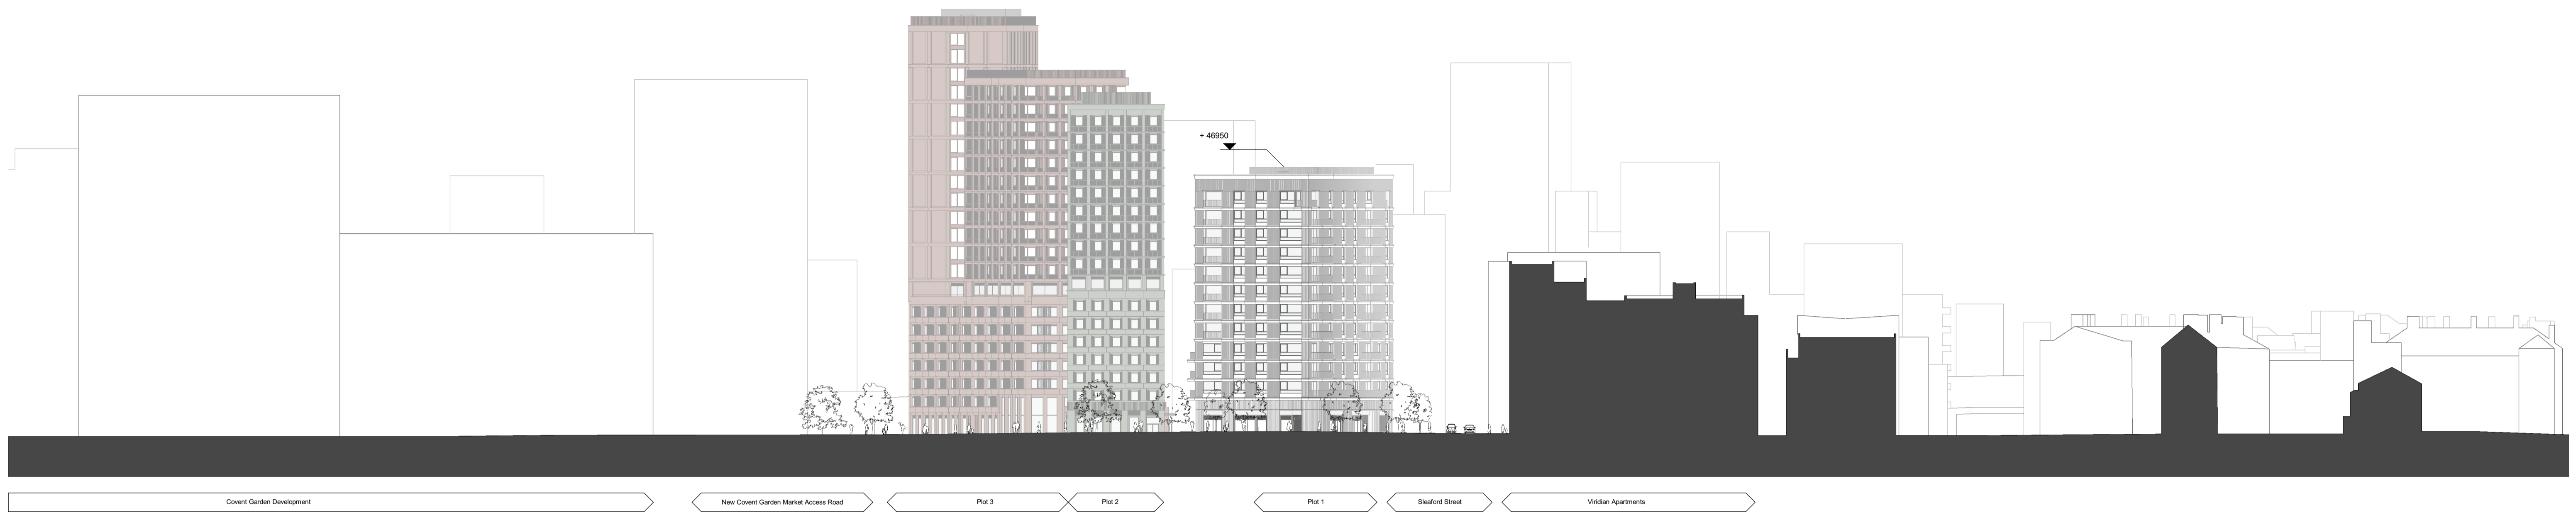 + 46950
Covent Garden Development
New Covent Garden Market Access Road
Plot 3
Plot 2
Plot 1
Sleaford Street
Viridian Apartments